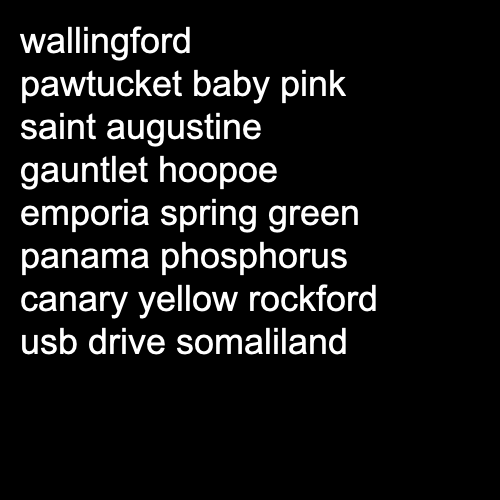 wallingford
pawtucket baby pink
saint augustine
gauntlet hoopoe
emporia spring green
panama phosphorus
canary yellow rockford
usb drive somaliland